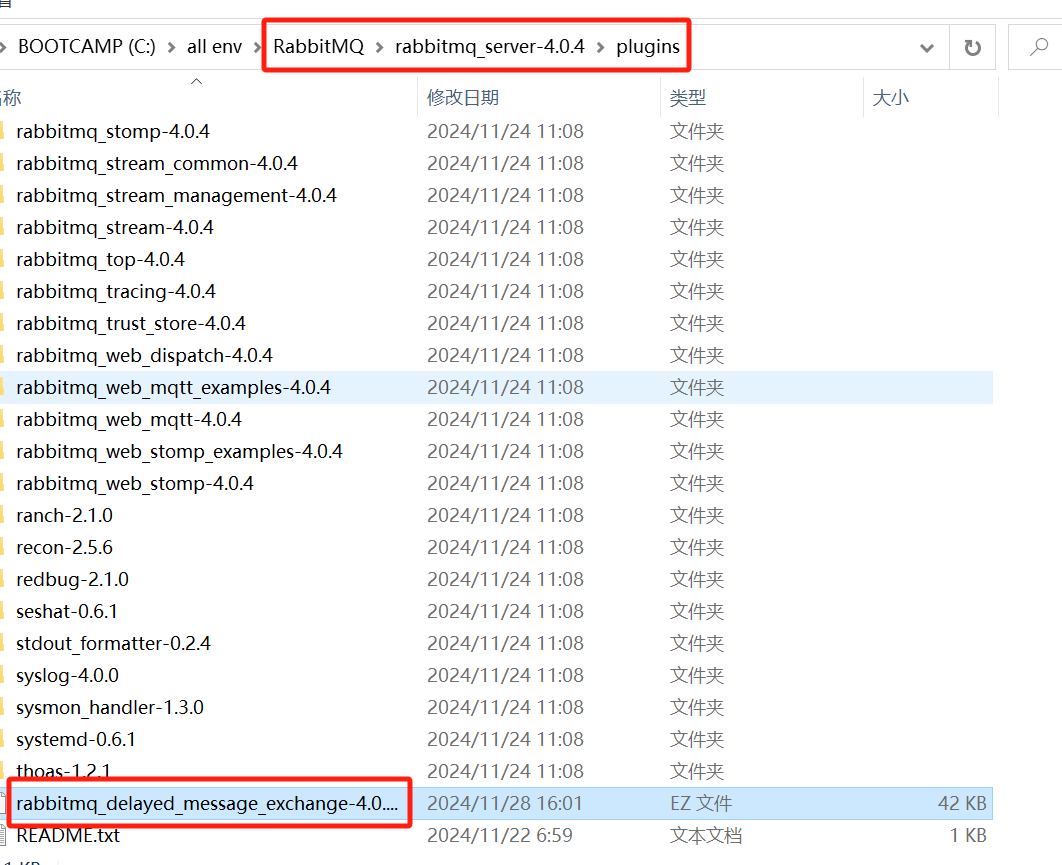 BOOTCAMP (C:) > all env > RabbitMQ > rabbitmq_server-4.0.4 > plugins
称 修改日期 类型 大小
rabbitmq_stomp-4.0.4 2024/11/24 11:08 文件夹
rabbitmq_stream_common-4.0.4 2024/11/24 11:08 文件夹
rabbitmq_stream_management-4.0.4 2024/11/24 11:08 文件夹
rabbitmq_stream-4.0.4 2024/11/24 11:08 文件夹
rabbitmq_top-4.0.4 2024/11/24 11:08 文件夹
rabbitmq_tracing-4.0.4 2024/11/24 11:08 文件夹
rabbitmq_trust_store-4.0.4 2024/11/24 11:08 文件夹
rabbitmq_web_dispatch-4.0.4 2024/11/24 11:08 文件夹
rabbitmq_web_mqtt_examples-4.0.4 2024/11/24 11:08 文件夹
rabbitmq_web_mqtt-4.0.4 2024/11/24 11:08 文件夹
rabbitmq_web_stomp_examples-4.0.4 2024/11/24 11:08 文件夹
rabbitmq_web_stomp-4.0.4 2024/11/24 11:08 文件夹
ranch-2.1.0 2024/11/24 11:08 文件夹
recon-2.5.6 2024/11/24 11:08 文件夹
redbug-2.1.0 2024/11/24 11:08 文件夹
seshat-0.6.1 2024/11/24 11:08 文件夹
stdout_formatter-0.2.4 2024/11/24 11:08 文件夹
syslog-4.0.0 2024/11/24 11:08 文件夹
sysmon_handler-1.3.0 2024/11/24 11:08 文件夹
systemd-0.6.1 2024/11/24 11:08 文件夹
thoas-1.2.1 2024/11/24 11:08 文件夹
rabbitmq_delayed_message_exchange-4.0.... 2024/11/28 16:01 EZ 文件 42 KB
README.txt 2024/11/22 6:59 文本文档 1 KB